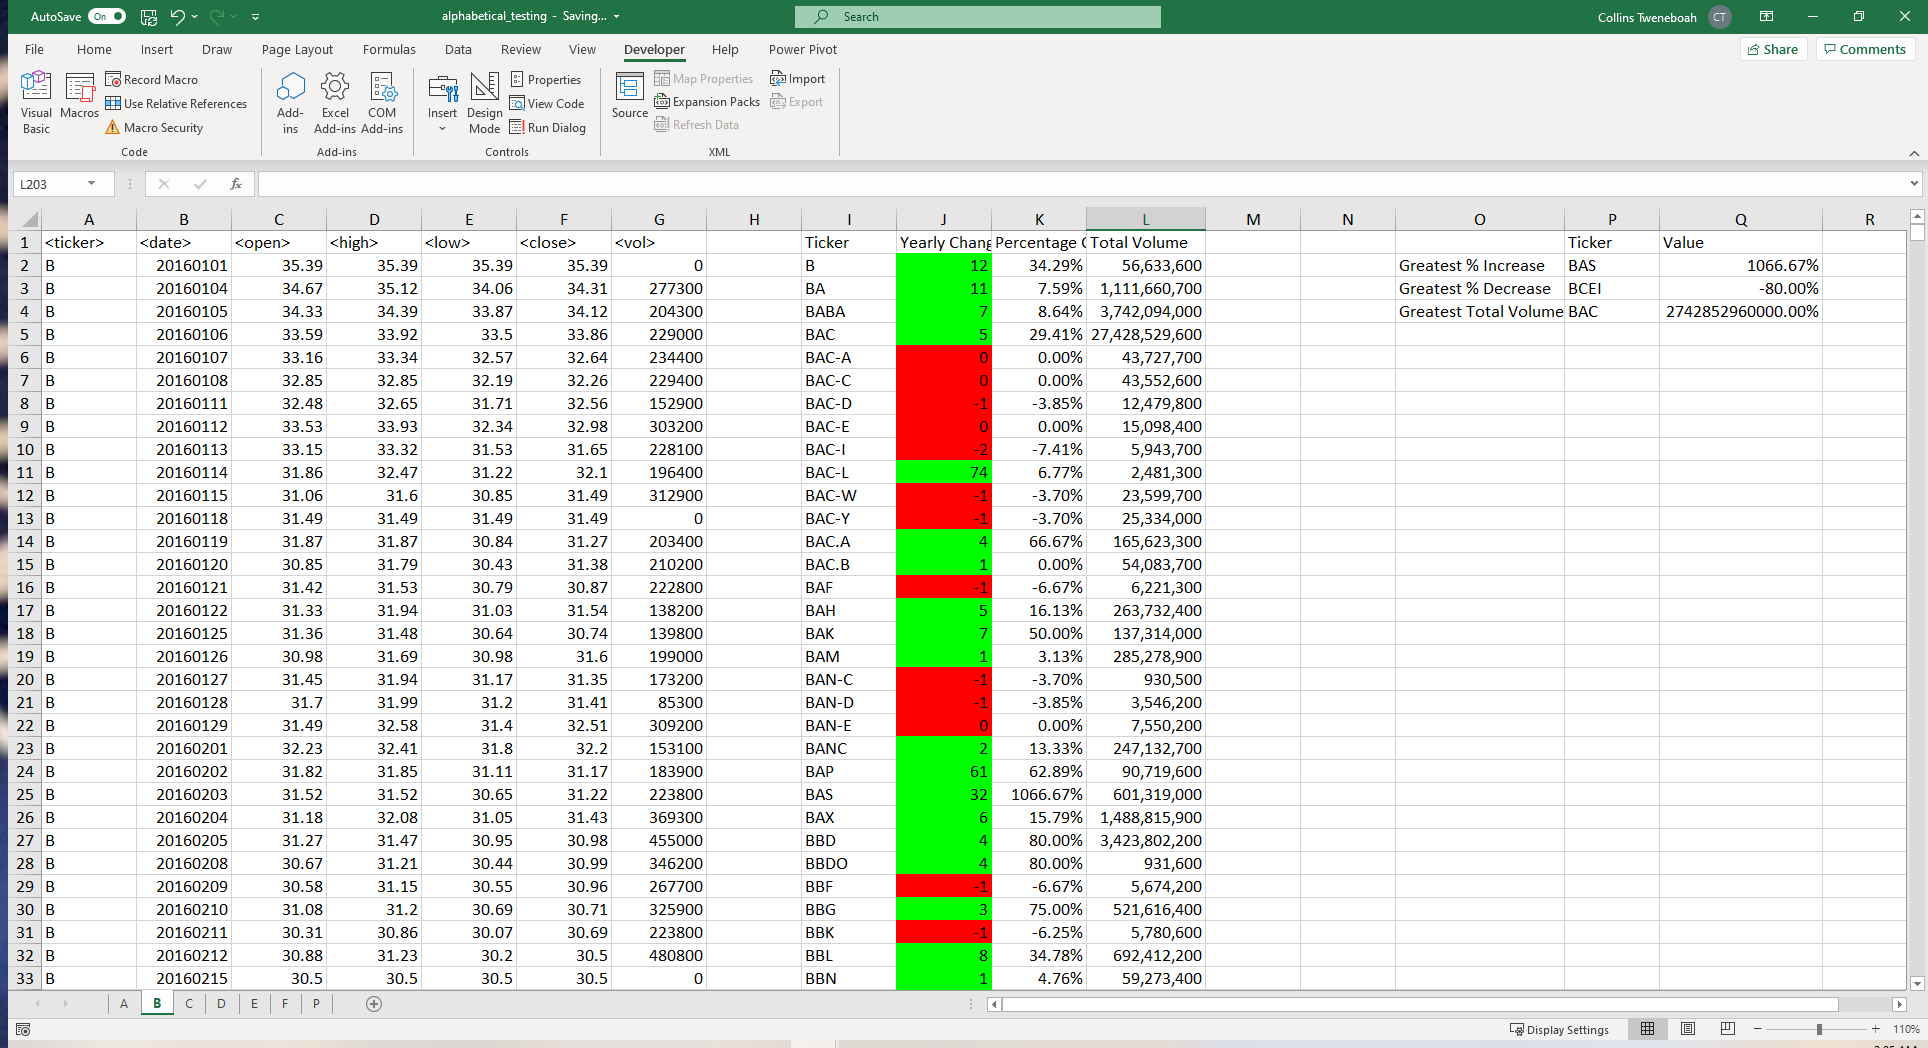 AutoSave On alphabetical_testing - Saving... Search Collins Tweneboah CT
File Home Insert Draw Page Layout Formulas Data Review View Developer Help Power Pivot Share Comments
Visual Basic Macros Record Macro Use Relative References Macro Security Code
Add-ins Excel Add-ins COM Add-ins Add-ins
Insert Design Mode Properties View Code Run Dialog Controls
Source Map Properties Expansion Packs Refresh Data Import Export XML
L203 fx
A B C D E F G H I J K L M N O P Q R
1 <ticker> <date> <open> <high> <low> <close> <vol> Ticker Yearly Chang Percentage C Total Volume Ticker Value
2 B 20160101 35.39 35.39 35.39 35.39 0 B 12 34.29% 56,633,600 Greatest % Increase BAS 1066.67%
3 B 20160104 34.67 35.12 34.06 34.31 277300 BA 11 7.59% 1,111,660,700 Greatest % Decrease BCEI -80.00%
4 B 20160105 34.33 34.39 33.87 34.12 204300 BABA 7 8.64% 3,742,094,000 Greatest Total Volume BAC 2742852960000.00%
5 B 20160106 33.59 33.92 33.5 33.86 229000 BAC 5 29.41% 27,428,529,600
6 B 20160107 33.16 33.34 32.57 32.64 234400 BAC-A 0 0.00% 43,727,700
7 B 20160108 32.85 32.85 32.19 32.26 229400 BAC-C 0 0.00% 43,552,600
8 B 20160111 32.48 32.65 31.71 32.56 152900 BAC-D -1 -3.85% 12,479,800
9 B 20160112 33.53 33.93 32.34 32.98 303200 BAC-E 0 0.00% 15,098,400
10 B 20160113 33.15 33.32 31.53 31.65 228100 BAC-I -2 -7.41% 5,943,700
11 B 20160114 31.86 32.47 31.22 32.1 196400 BAC-L 74 6.77% 2,481,300
12 B 20160115 31.06 31.6 30.85 31.49 312900 BAC-W -1 -3.70% 23,599,700
13 B 20160118 31.49 31.49 31.49 31.49 0 BAC-Y -1 -3.70% 25,334,000
14 B 20160119 31.87 31.87 30.84 31.27 203400 BAC.A 4 66.67% 165,623,300
15 B 20160120 30.85 31.79 30.43 31.38 210200 BAC.B 1 0.00% 54,083,700
16 B 20160121 31.42 31.53 30.79 30.87 222800 BAF -1 -6.67% 6,221,300
17 B 20160122 31.33 31.94 31.03 31.54 138200 BAH 5 16.13% 263,732,400
18 B 20160125 31.36 31.48 30.64 30.74 139800 BAK 7 50.00% 137,314,000
19 B 20160126 30.98 31.69 30.98 31.6 199000 BAM 1 3.13% 285,278,900
20 B 20160127 31.45 31.94 31.17 31.35 173200 BAN-C -1 -3.70% 930,500
21 B 20160128 31.7 31.99 31.2 31.41 85300 BAN-D -1 -3.85% 3,546,200
22 B 20160129 31.49 32.58 31.4 32.51 309200 BAN-E 0 0.00% 7,550,200
23 B 20160201 32.23 32.41 31.8 32.2 153100 BANC 2 13.33% 247,132,700
24 B 20160202 31.82 31.85 31.11 31.17 183900 BAP 61 62.89% 90,719,600
25 B 20160203 31.52 31.52 30.65 31.22 223800 BAS 32 1066.67% 601,319,000
26 B 20160204 31.18 32.08 31.05 31.43 369300 BAX 6 15.79% 1,488,815,900
27 B 20160205 31.27 31.47 30.95 30.98 455000 BBD 4 80.00% 3,423,802,200
28 B 20160208 30.67 31.21 30.44 30.99 346200 BBDO 4 80.00% 931,600
29 B 20160209 30.58 31.15 30.55 30.96 267700 BBF -1 -6.67% 5,674,200
30 B 20160210 31.08 31.2 30.69 30.71 325900 BBG 3 75.00% 521,616,400
31 B 20160211 30.31 30.86 30.07 30.69 223800 BBK -1 -6.25% 5,780,600
32 B 20160212 30.88 31.23 30.2 30.5 480800 BBL 8 34.78% 692,412,200
33 B 20160215 30.5 30.5 30.5 30.5 0 BBN 1 4.76% 59,273,400
A B C D E F P
Display Settings 110%